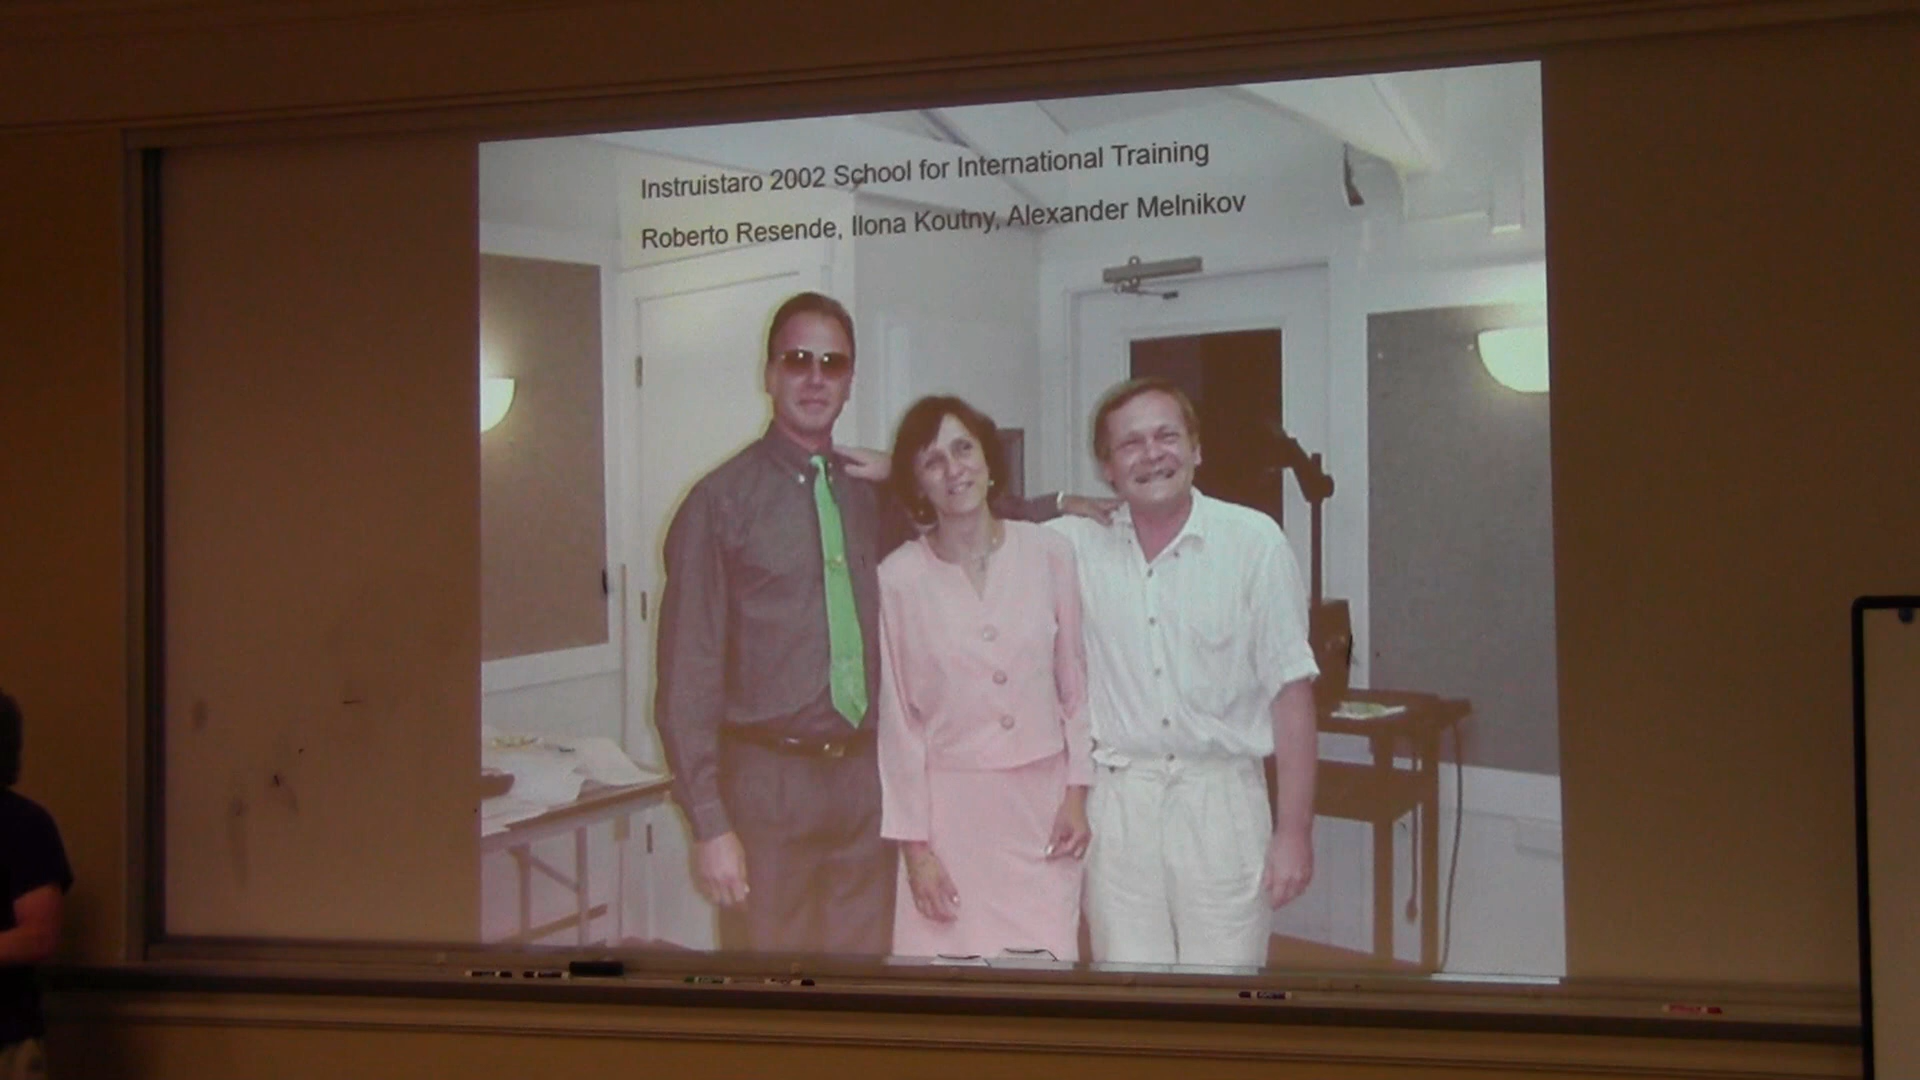 Instruistaro 2002 School for International Training
Roberto Resende, Ilona Koutny, Alexander Melnikov